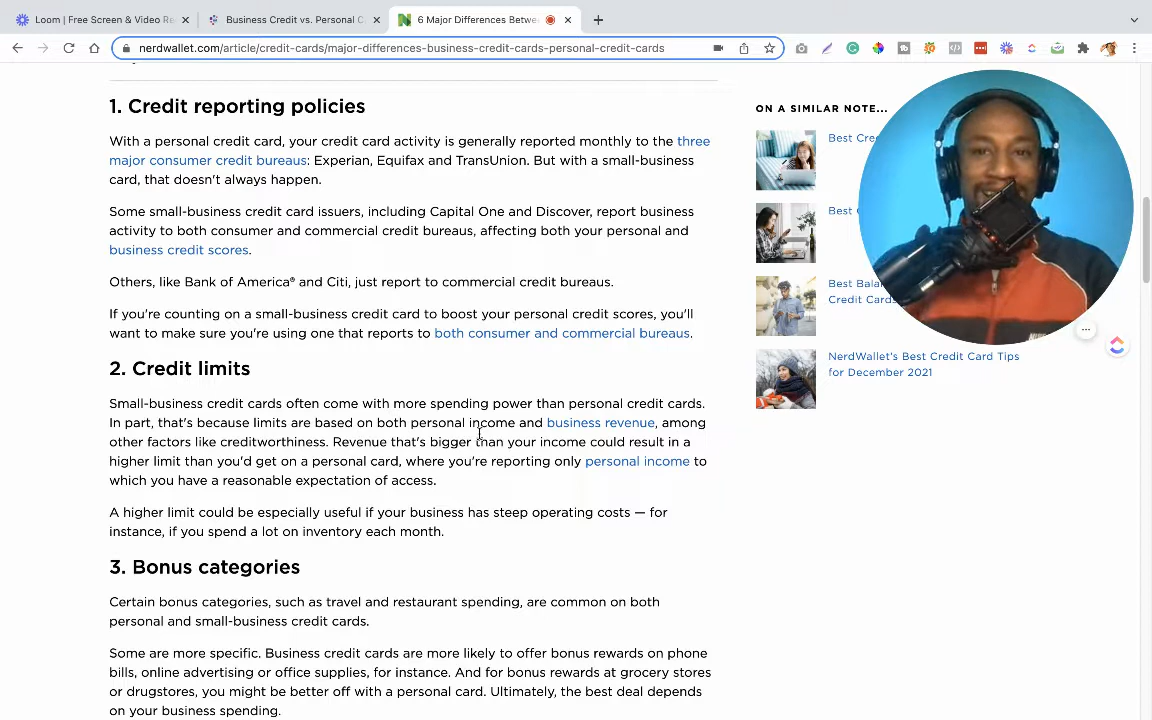 Loom | Free Screen & Video Re
Business Credit vs. Personal C
6 Major Differences Betwe
nerdwallet.com/article/credit-cards/major-differences-business-credit-cards-personal-credit-cards
1. Credit reporting policies
With a personal credit card, your credit card activity is generally reported monthly to the three
major consumer credit bureaus: Experian, Equifax and TransUnion. But with a small-business
card, that doesn't always happen.
Some small-business credit card issuers, including Capital One and Discover, report business
activity to both consumer and commercial credit bureaus, affecting both your personal and
business credit scores.
Others, like Bank of America® and Citi, just report to commercial credit bureaus.
If you're counting on a small-business credit card to boost your personal credit scores, you'll
want to make sure you're using one that reports to both consumer and commercial bureaus.
2. Credit limits
Small-business credit cards often come with more spending power than personal credit cards.
In part, that's because limits are based on both personal income and business revenue, among
other factors like creditworthiness. Revenue that's bigger than your income could result in a
higher limit than you'd get on a personal card, where you're reporting only personal income to
which you have a reasonable expectation of access.
A higher limit could be especially useful if your business has steep operating costs — for
instance, if you spend a lot on inventory each month.
3. Bonus categories
Certain bonus categories, such as travel and restaurant spending, are common on both
personal and small-business credit cards.
Some are more specific. Business credit cards are more likely to offer bonus rewards on phone
bills, online advertising or office supplies, for instance. And for bonus rewards at grocery stores
or drugstores, you might be better off with a personal card. Ultimately, the best deal depends
on your business spending.
ON A SIMILAR NOTE...
Best Cre
Best
Best Bala
Credit Cards
NerdWallet's Best Credit Card Tips
for December 2021